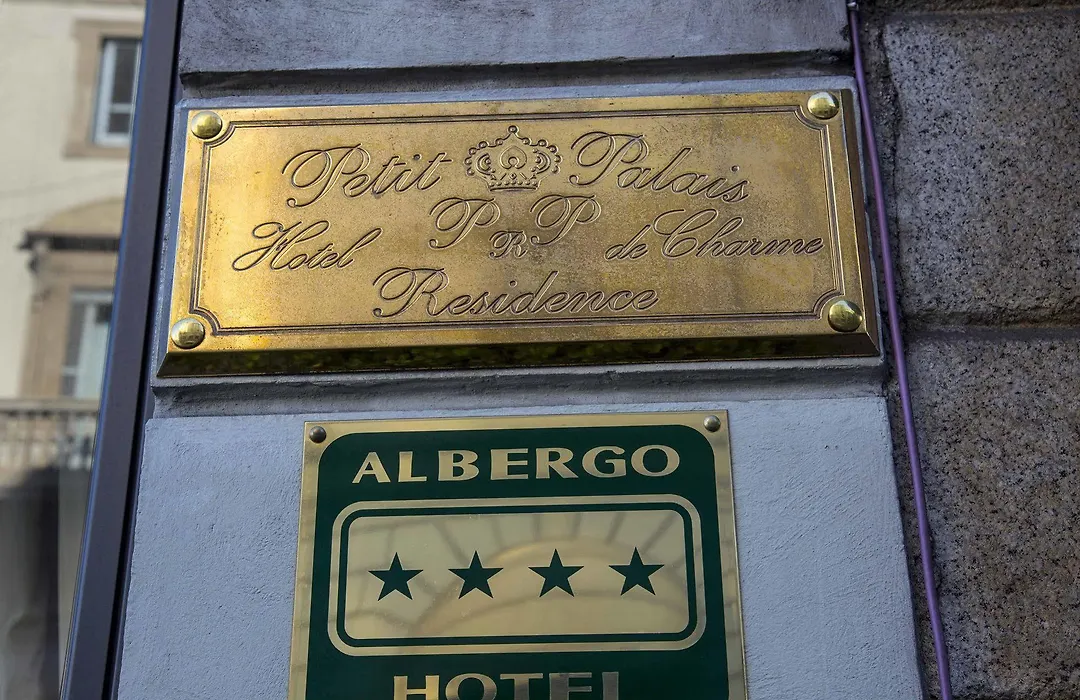 Petit Palais
Hotel PRP de Charme
Residence
ALBERGO
★★★★
HOTEL